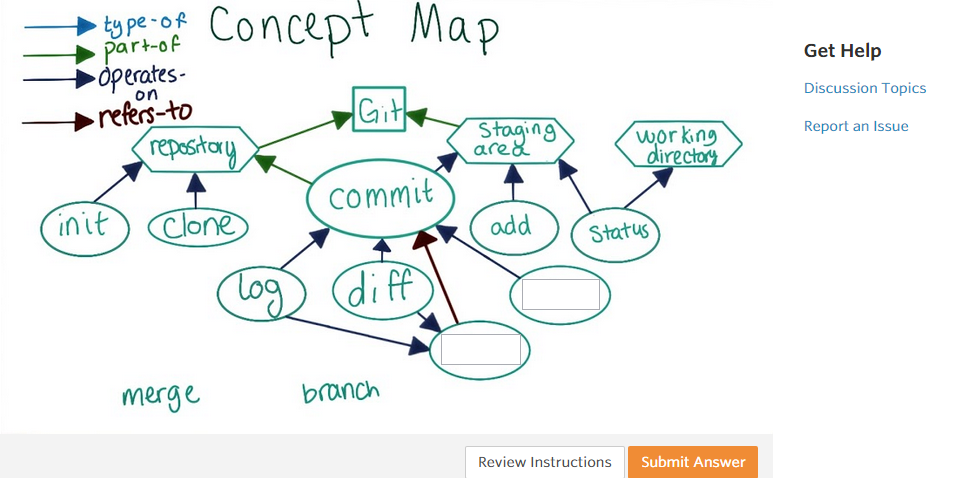 Concept Map
type-of
part-of
operates-
on
refers-to
Git
repository
Staging
area
working
directory
commit
init
clone
add
Status
log
diff
merge
branch
Get Help
Discussion Topics
Report an Issue
Review Instructions
Submit Answer